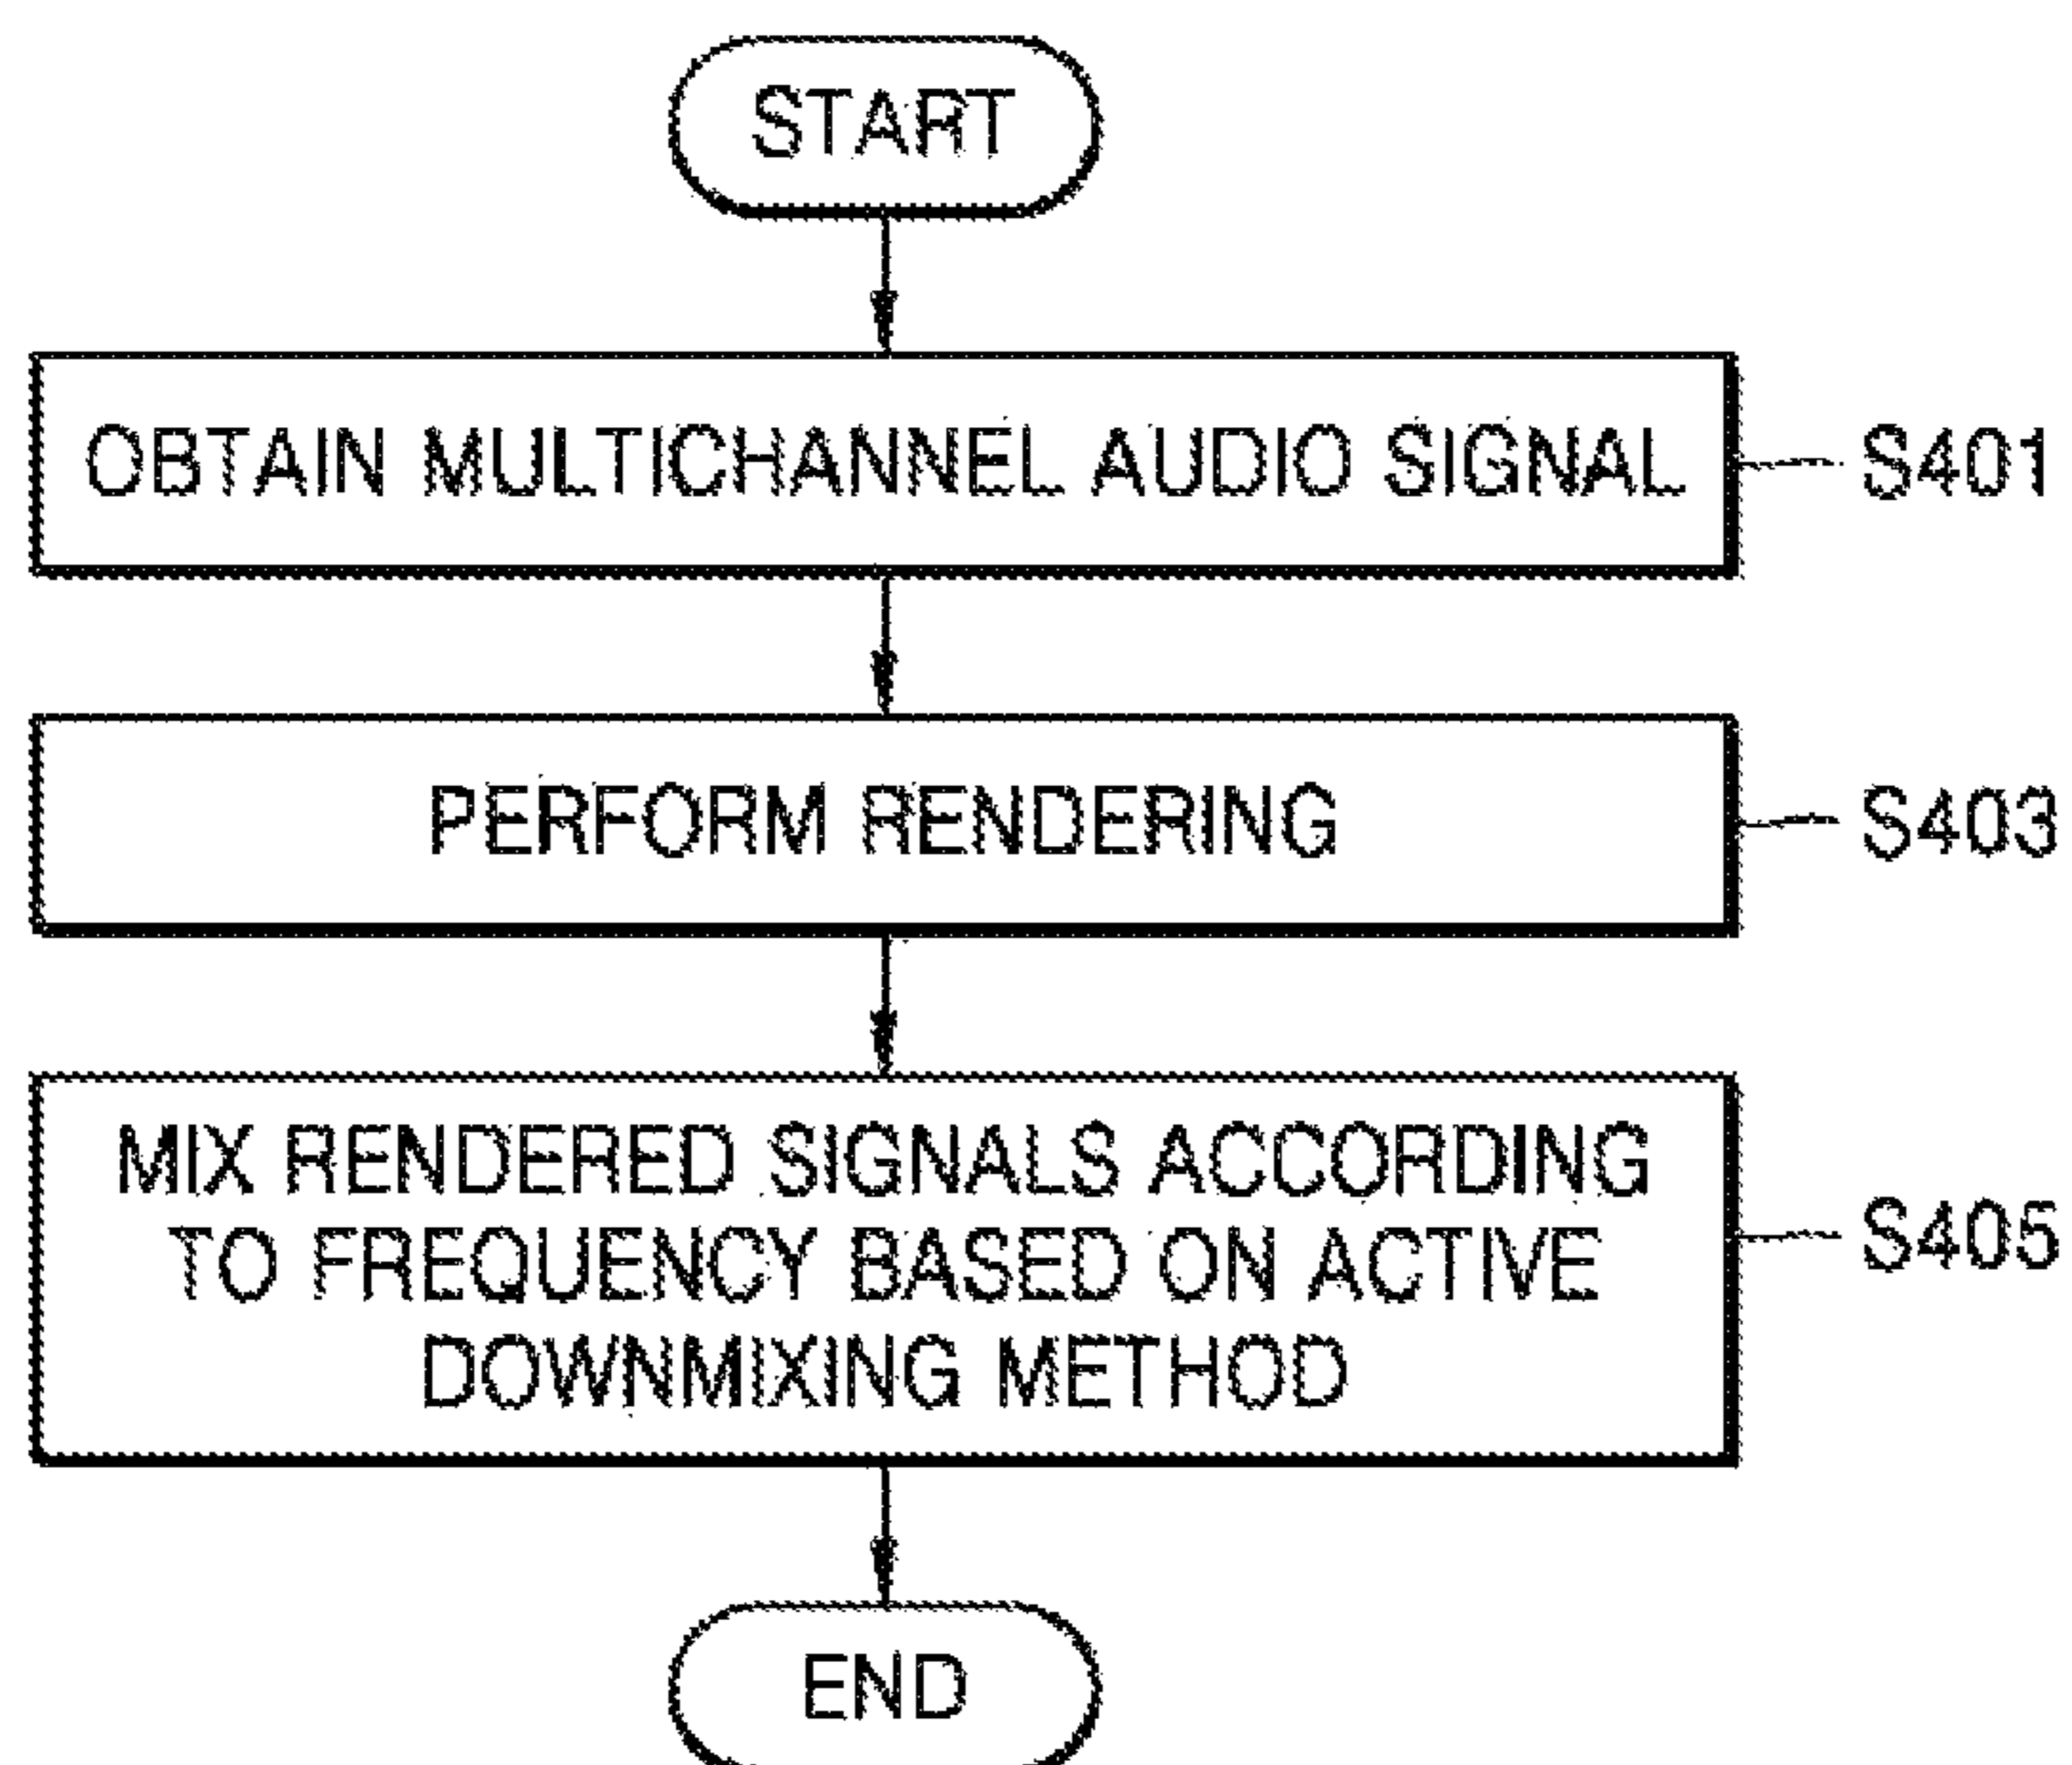 START
OBTAIN MULTICHANNEL AUDIO SIGNAL
S401
PERFORM RENDERING
S403
MIX RENDERED SIGNALS ACCORDING
TO FREQUENCY BASED ON ACTIVE
DOWNMIXING METHOD
S405
END